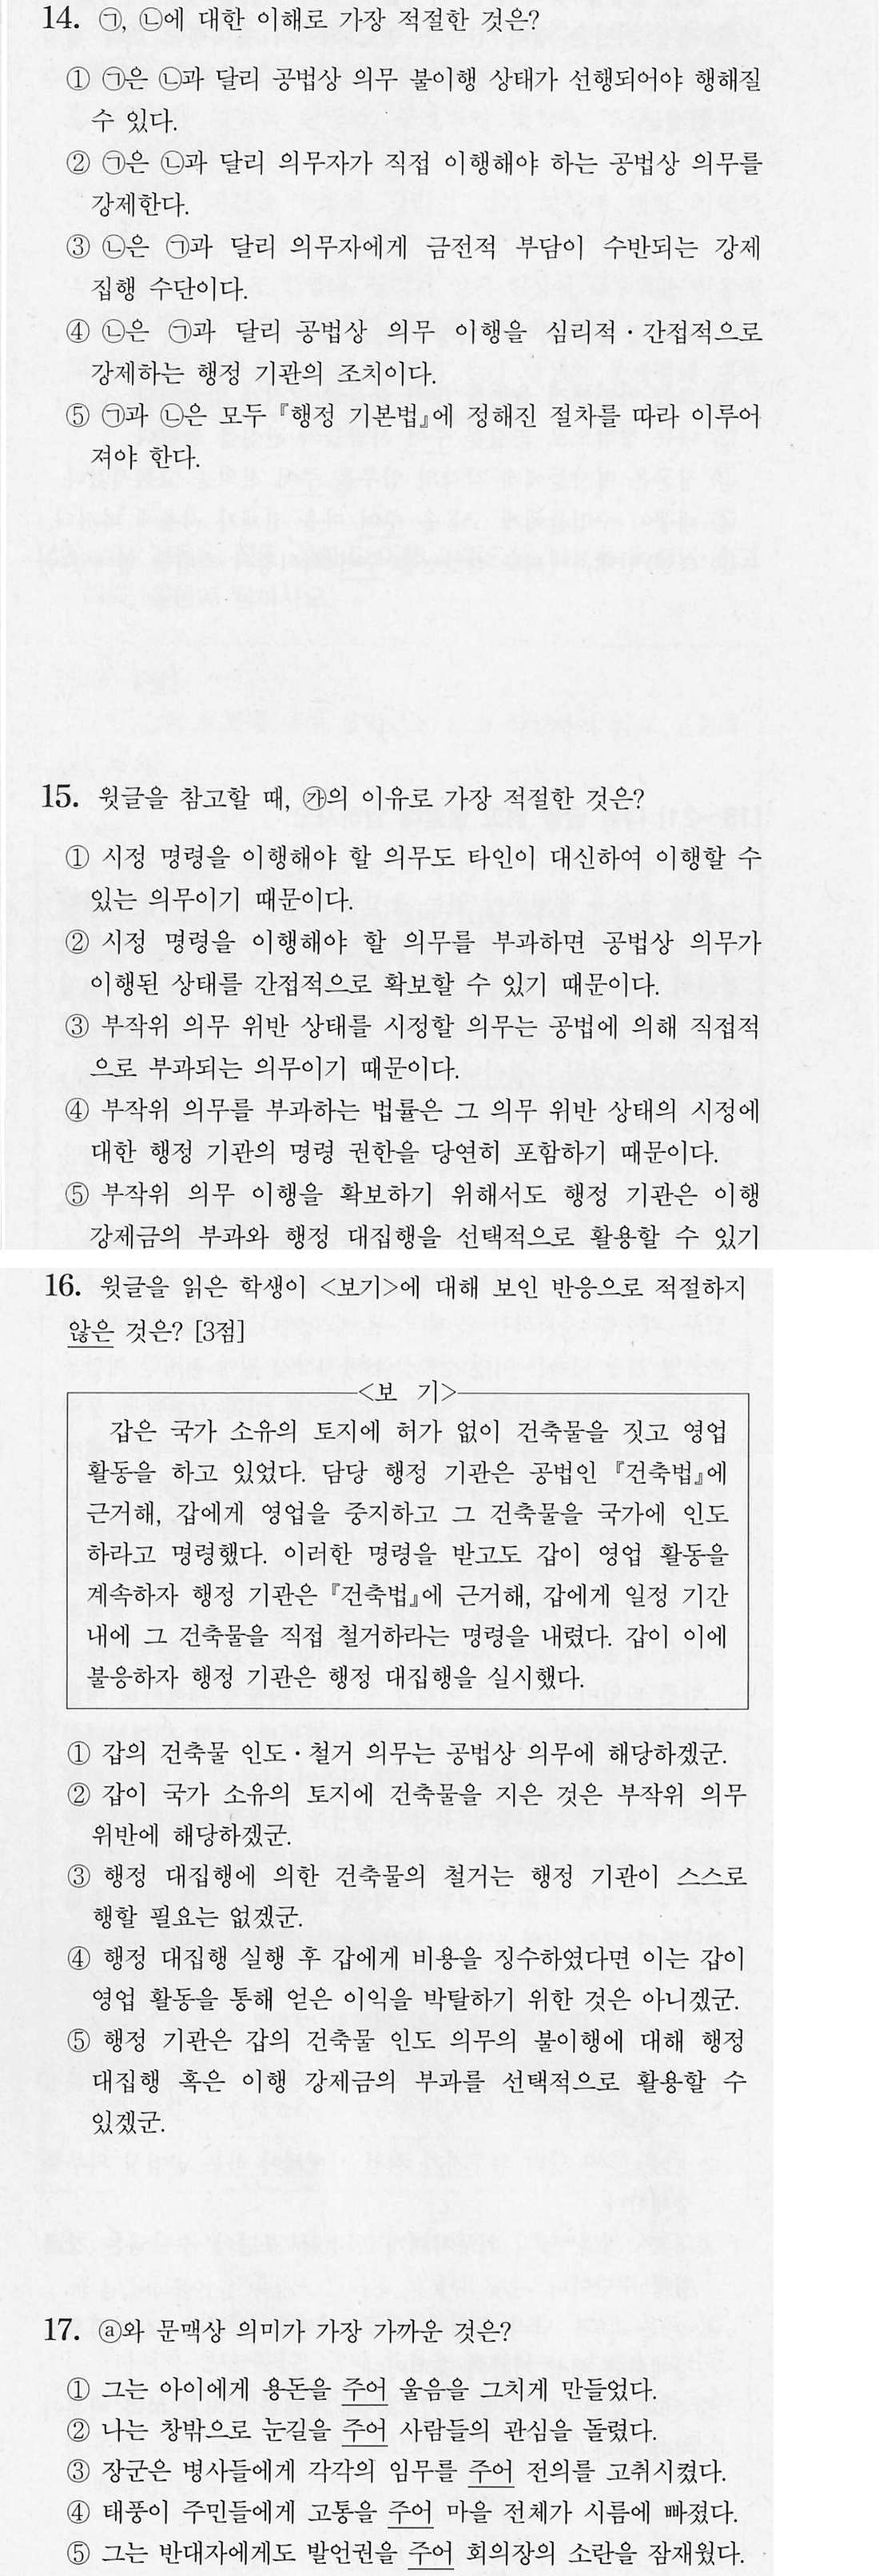 14. ㉠, ㉡에 대한 이해로 가장 적절한 것은?
① ㉠은 ㉡과 달리 공법상 의무 불이행 상태가 선행되어야 행해질
수 있다.
② ㉠은 ㉡과 달리 의무자가 직접 이행해야 하는 공법상 의무를
강제한다.
③ ㉡은 ㉠과 달리 의무자에게 금전적 부담이 수반되는 강제
집행 수단이다.
④ ㉡은 ㉠과 달리 공법상 의무 이행을 심리적·간접적으로
강제하는 행정 기관의 조치이다.
⑤ ㉠과 ㉡은 모두 『행정 기본법』에 정해진 절차를 따라 이루어
져야 한다.
15. 윗글을 참고할 때, ㉮의 이유로 가장 적절한 것은?
① 시정 명령을 이행해야 할 의무도 타인이 대신하여 이행할 수
있는 의무이기 때문이다.
② 시정 명령을 이행해야 할 의무를 부과하면 공법상 의무가
이행된 상태를 간접적으로 확보할 수 있기 때문이다.
③ 부작위 의무 위반 상태를 시정할 의무는 공법에 의해 직접적
으로 부과되는 의무이기 때문이다.
④ 부작위 의무를 부과하는 법률은 그 의무 위반 상태의 시정에
대한 행정 기관의 명령 권한을 당연히 포함하기 때문이다.
⑤ 부작위 의무 이행을 확보하기 위해서도 행정 기관은 이행
강제금의 부과와 행정 대집행을 선택적으로 활용할 수 있기
16. 윗글을 읽은 학생이 <보기>에 대해 보인 반응으로 적절하지
않은 것은? [3점]
<보 기>
갑은 국가 소유의 토지에 허가 없이 건축물을 짓고 영업
활동을 하고 있었다. 담당 행정 기관은 공법인 『건축법』에
근거해, 갑에게 영업을 중지하고 그 건축물을 국가에 인도
하라고 명령했다. 이러한 명령을 받고도 갑이 영업 활동을
계속하자 행정 기관은 『건축법』에 근거해, 갑에게 일정 기간
내에 그 건축물을 직접 철거하라는 명령을 내렸다. 갑이 이에
불응하자 행정 기관은 행정 대집행을 실시했다.
① 갑의 건축물 인도·철거 의무는 공법상 의무에 해당하겠군.
② 갑이 국가 소유의 토지에 건축물을 지은 것은 부작위 의무
위반에 해당하겠군.
③ 행정 대집행에 의한 건축물의 철거는 행정 기관이 스스로
행할 필요는 없겠군.
④ 행정 대집행 실행 후 갑에게 비용을 징수하였다면 이는 갑이
영업 활동을 통해 얻은 이익을 박탈하기 위한 것은 아니겠군.
⑤ 행정 기관은 갑의 건축물 인도 의무의 불이행에 대해 행정
대집행 혹은 이행 강제금의 부과를 선택적으로 활용할 수
있겠군.
17. ⓐ와 문맥상 의미가 가장 가까운 것은?
① 그는 아이에게 용돈을 주어 울음을 그치게 만들었다.
② 나는 창밖으로 눈길을 주어 사람들의 관심을 돌렸다.
③ 장군은 병사들에게 각각의 임무를 주어 전의를 고취시켰다.
④ 태풍이 주민들에게 고통을 주어 마을 전체가 시름에 빠졌다.
⑤ 그는 반대자에게도 발언권을 주어 회의장의 소란을 잠재웠다.